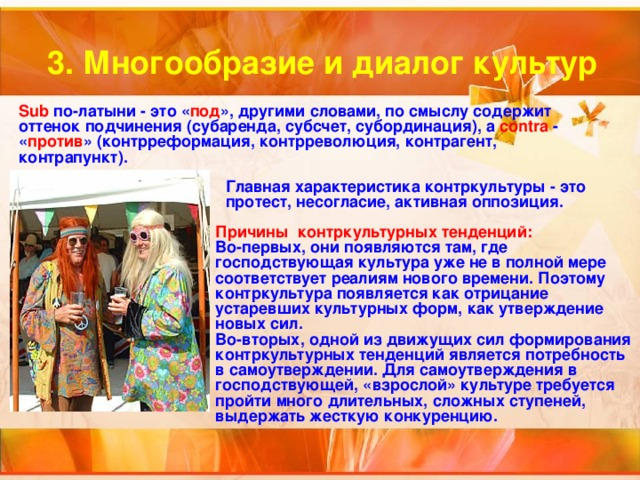 3. Многообразие и диалог культур
Sub по-латыни - это «под», другими словами, по смыслу содержит
оттенок подчинения (субаренда, субсчет, субординация), а contra -
«против» (контрреформация, контрреволюция, контрагент,
контрапункт).
Главная характеристика контркультуры - это
протест, несогласие, активная оппозиция.
Причины контркультурных тенденций:
Во-первых, они появляются там, где
господствующая культура уже не в полной мере
соответствует реалиям нового времени. Поэтому
контркультура появляется как отрицание
устаревших культурных форм, как утверждение
новых сил.
Во-вторых, одной из движущих сил формирования
контркультурных тенденций является потребность
в самоутверждении. Для самоутверждения в
господствующей, «взрослой» культуре требуется
пройти много длительных, сложных ступеней,
выдержать жесткую конкуренцию.